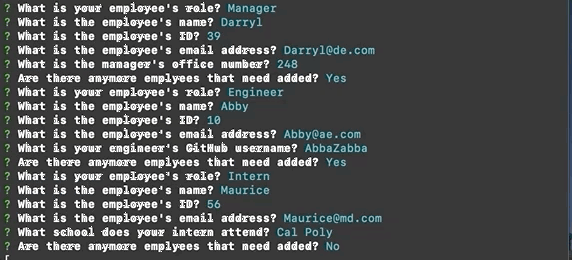 ? What is your employee's role? Manager
? What is the employee's name? Darryl
? What is the employee's ID? 39
? What is the employee's email address? Darryl@de.com
? What is the manager's office number? 248
? Are there anymore emplyees that need added? Yes
? What is your employee's role? Engineer
? What is the employee's name? Abby
? What is the employee's ID? 10
? What is the employee's email address? Abby@ae.com
? What is your engineer's GitHub username? AbbaZabba
? Are there anymore emplyees that need added? Yes
? What is your employee's role? Intern
? What is the employee's name? Maurice
? What is the employee's ID? 56
? What is the employee's email address? Maurice@md.com
? What school does your intern attend? Cal Poly
? Are there anymore emplyees that need added? No